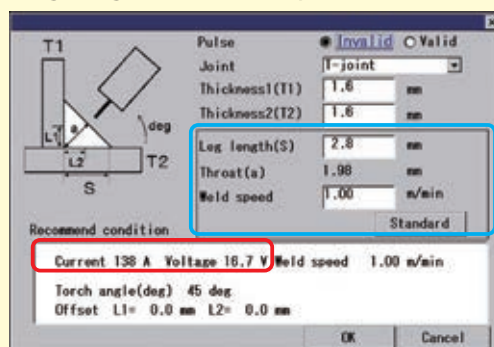 T1
Pulse Invalid Valid
Joint T-joint
Thickness1(T1) 1.6 mm
Thickness2(T2) 1.6 mm
a deg
L1
L2 T2
S
Leg length(S) 2.8 mm
Throat(a) 1.98 mm
Weld speed 1.00 m/min
Standard
Recommend condition
Current 138 A Voltage 16.7 V Weld speed 1.00 m/min
Torch angle(deg) 45 deg
Offset L1= 0.0 mm L2= 0.0 mm
OK Cancel